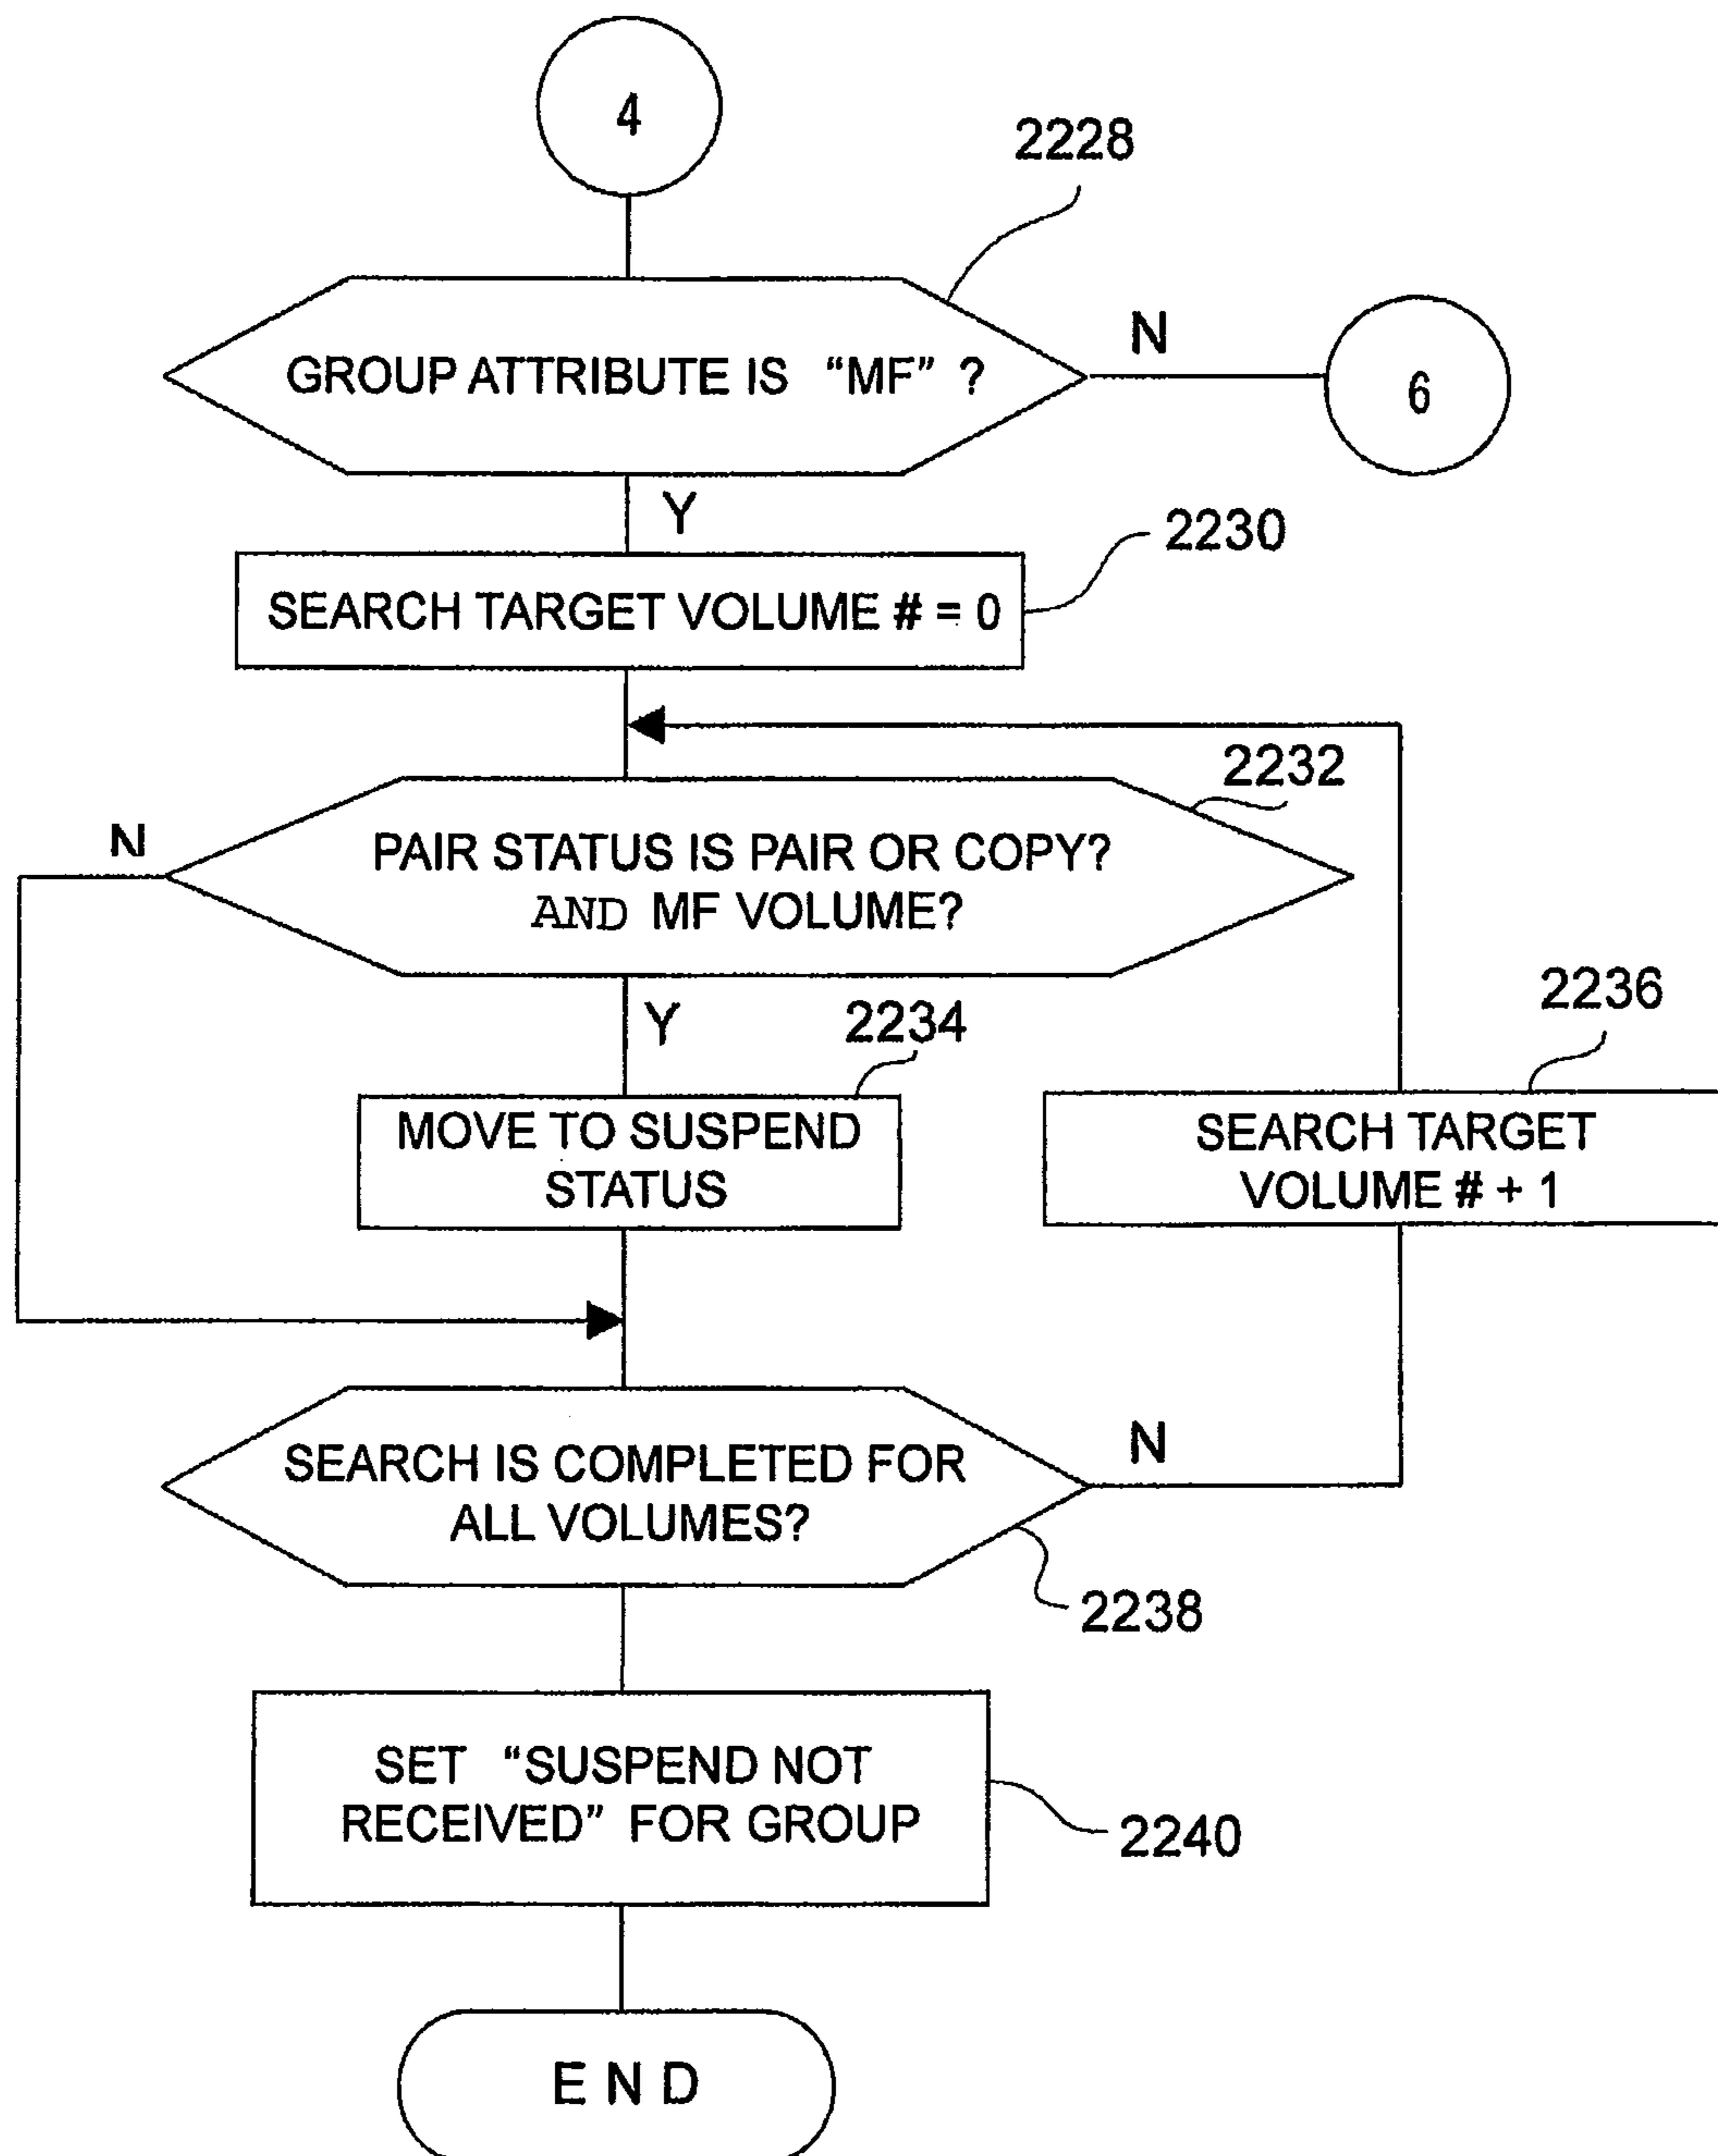 4
2228
GROUP ATTRIBUTE IS “MF” ?
N
6
Y
2230
SEARCH TARGET VOLUME # = 0
2232
N
PAIR STATUS IS PAIR OR COPY?
AND MF VOLUME?
Y
2234
2236
MOVE TO SUSPEND
STATUS
SEARCH TARGET
VOLUME # + 1
N
SEARCH IS COMPLETED FOR
ALL VOLUMES?
2238
SET “SUSPEND NOT
RECEIVED” FOR GROUP
2240
END